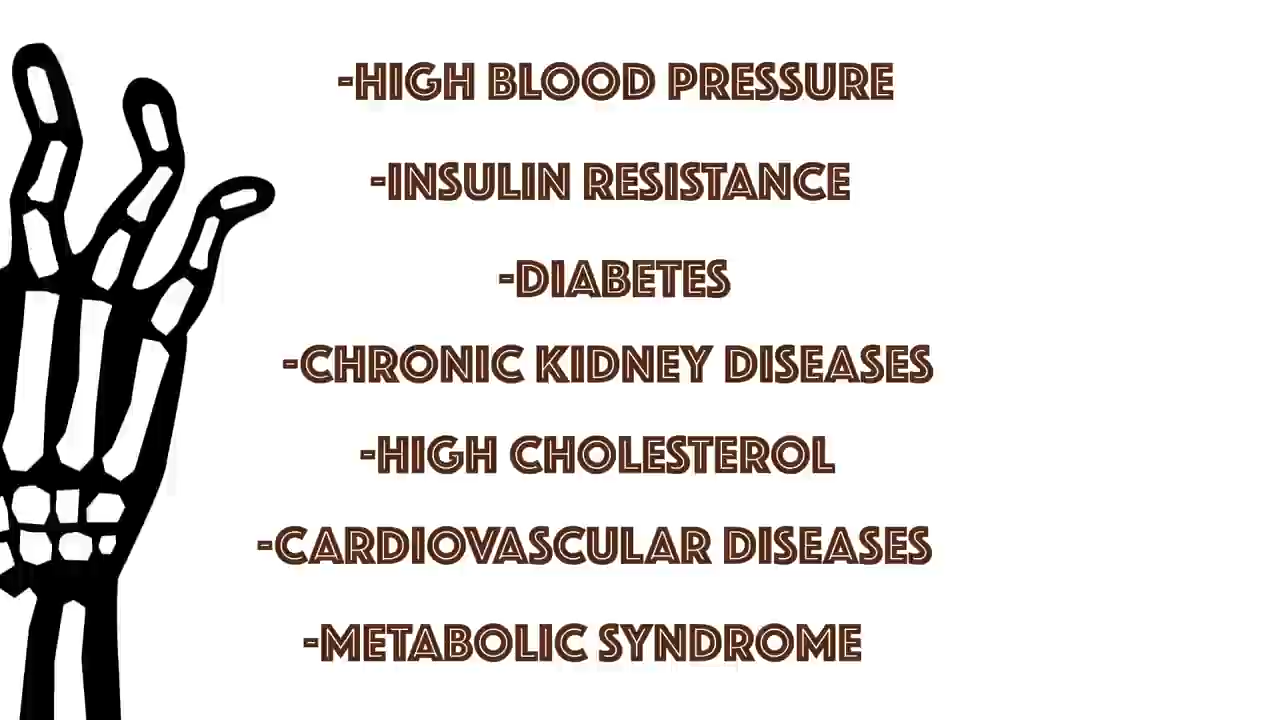 -HIGH BLOOD PRESSURE
-INSULIN RESISTANCE
-DIABETES
-CHRONIC KIDNEY DISEASES
-HIGH CHOLESTEROL
-CARDIOVASCULAR DISEASES
-METABOLIC SYNDROME